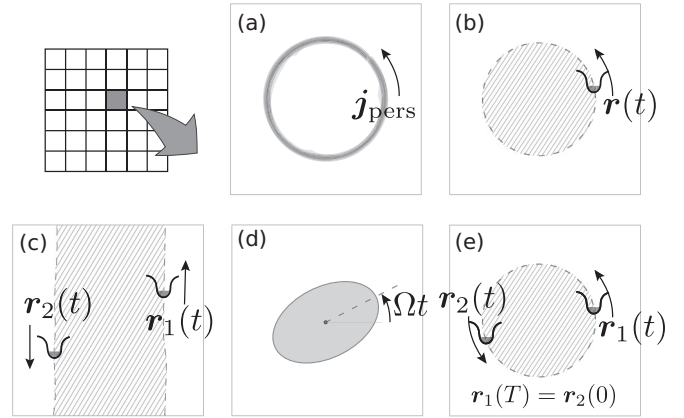 (a)
j_pers
(b)
r(t)
(c)
r_2(t)
r_1(t)
(d)
Ωt
(e)
r_2(t)
r_1(t)
r_1(T) = r_2(0)